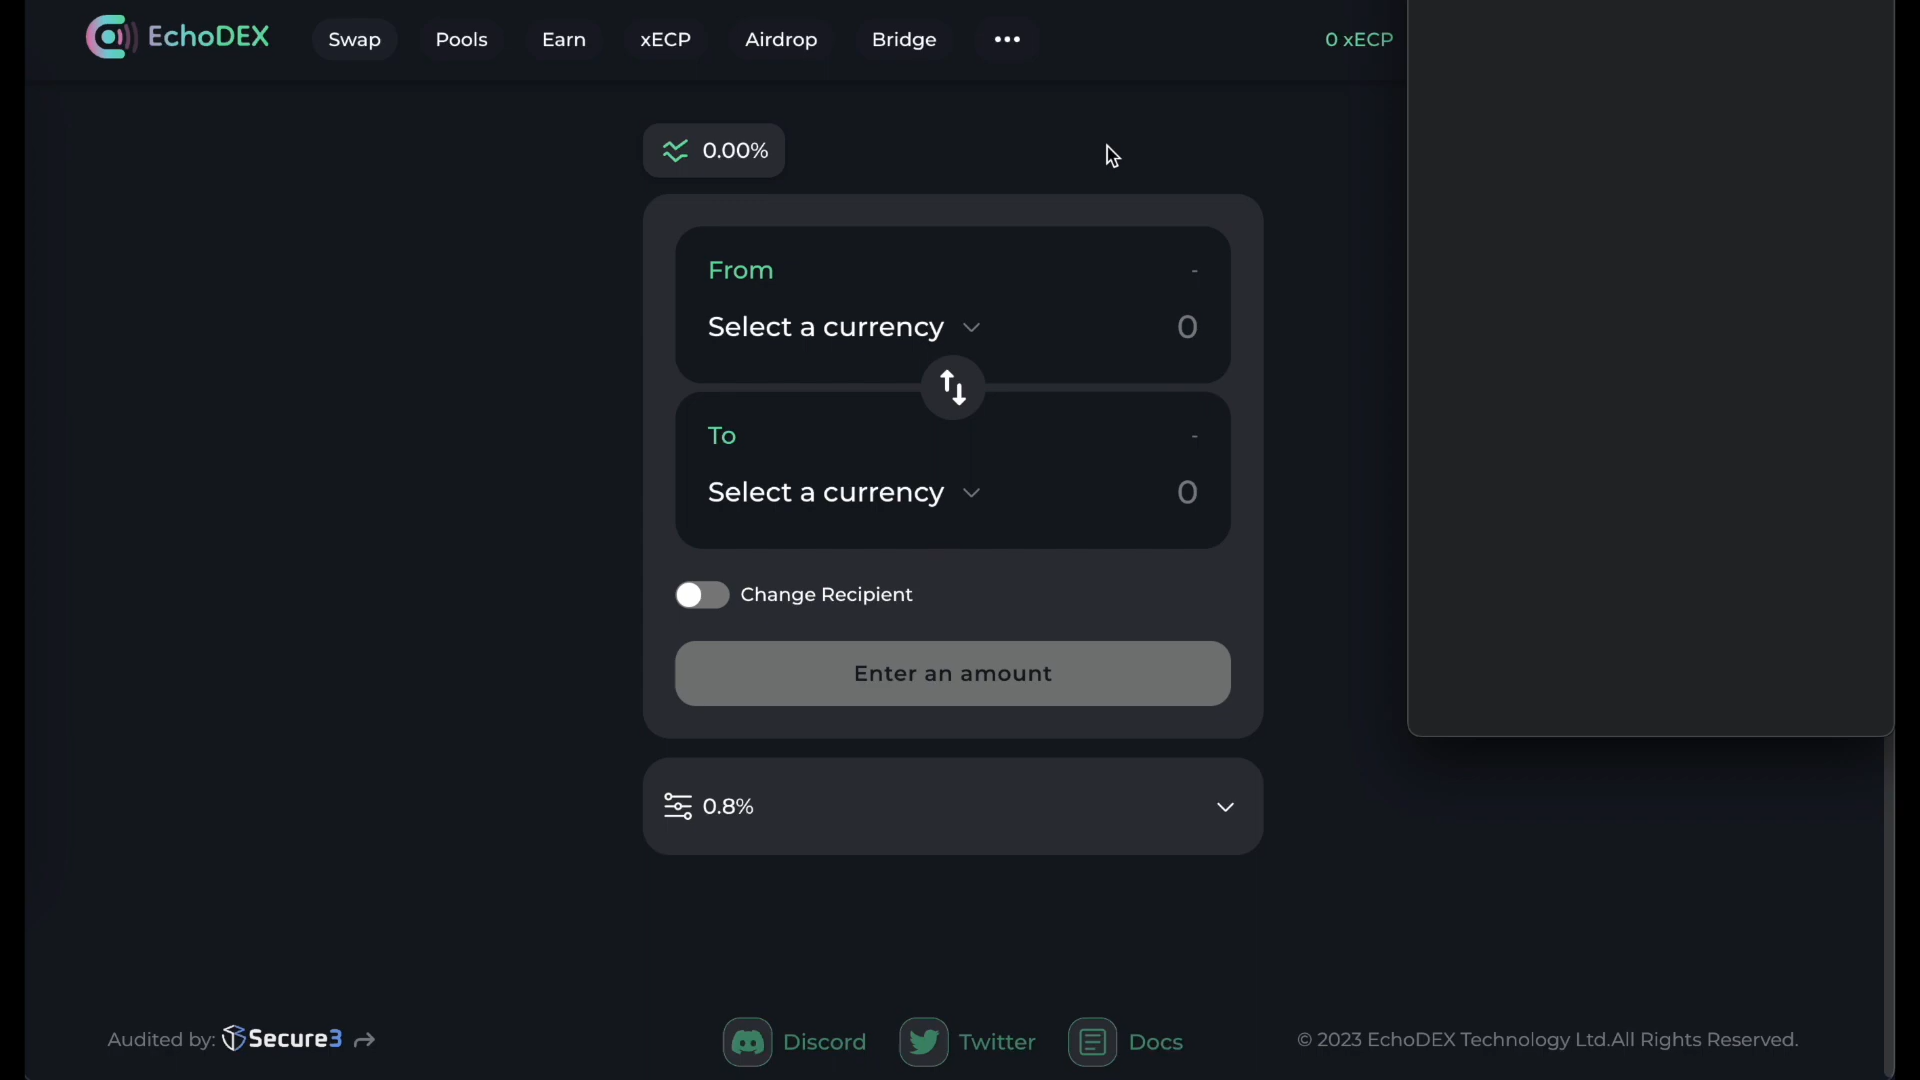 EchoDEX
Swap
Pools
Earn
xECP
Airdrop
Bridge
0 xECP
0.00%
From
-
Select a currency
0
To
-
Select a currency
0
Change Recipient
Enter an amount
0.8%
Audited by: Secure3
Discord
Twitter
Docs
© 2023 EchoDEX Technology Ltd.All Rights Reserved.